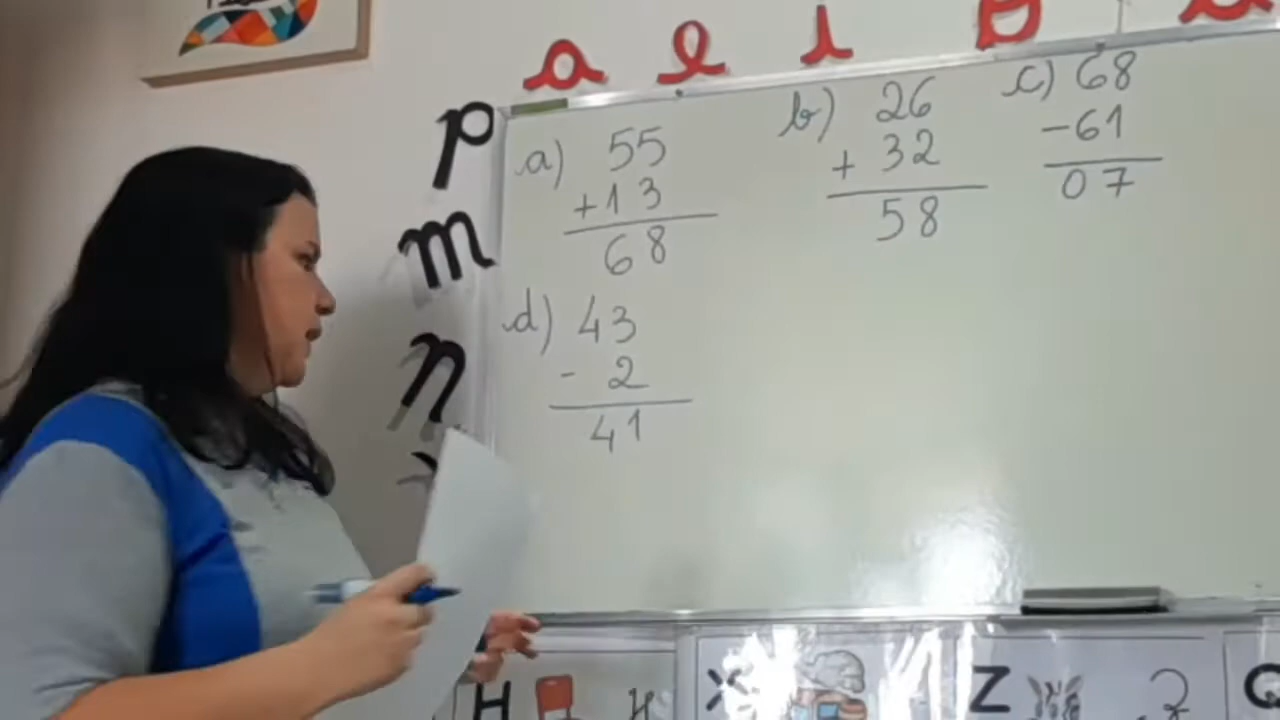 a e i o
p
m
n
a) 55
+13
68
b) 26
+ 32
58
c) 68
-61
07
d) 43
- 2
41
H
X
Z